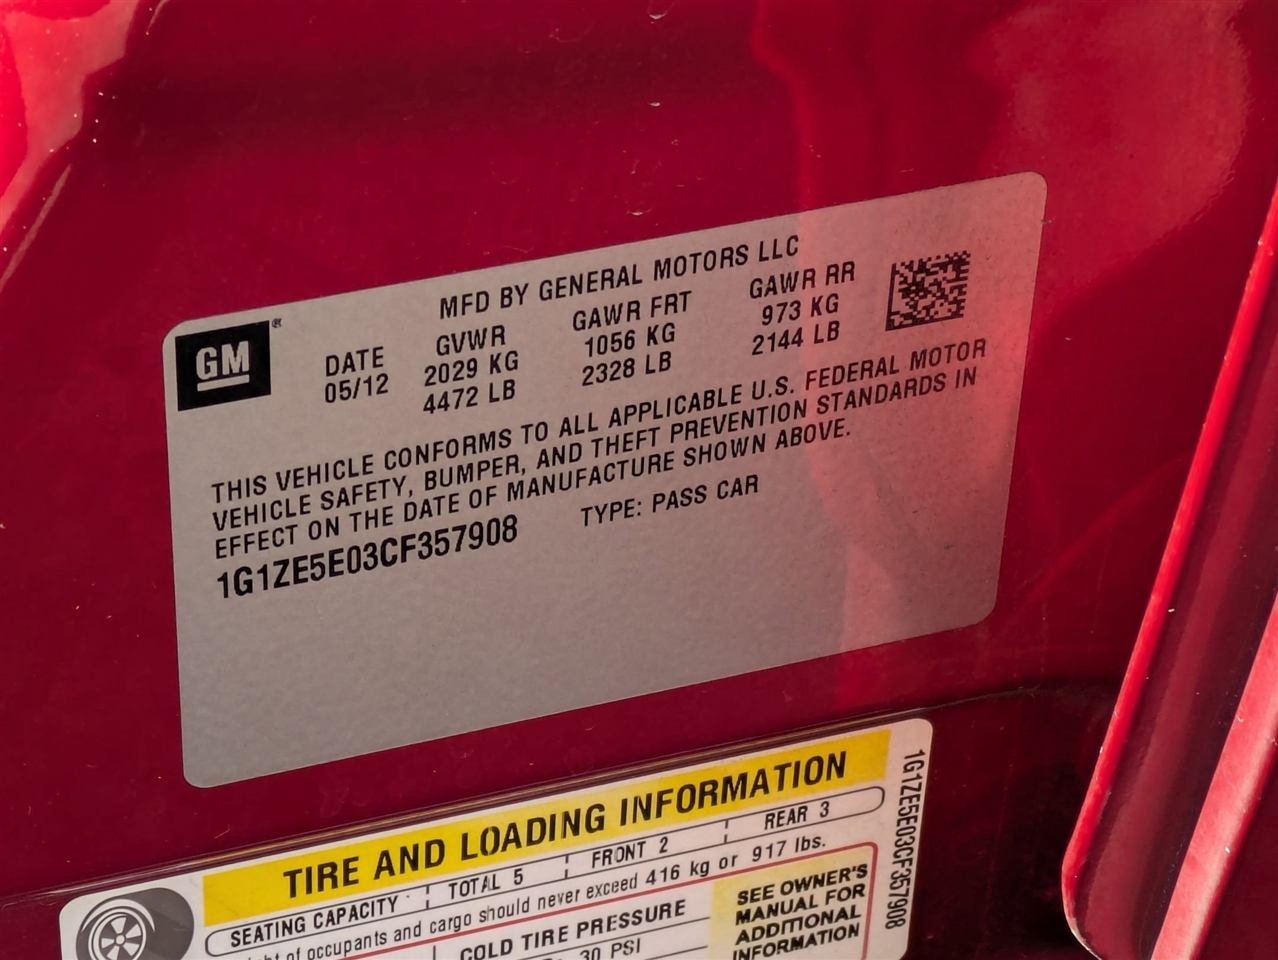 MFD BY GENERAL MOTORS LLC
GM ®
DATE GVWR GAWR FRT GAWR RR
05/12 2029 KG 1056 KG 973 KG
4472 LB 2328 LB 2144 LB
THIS VEHICLE CONFORMS TO ALL APPLICABLE U.S. FEDERAL MOTOR
VEHICLE SAFETY, BUMPER, AND THEFT PREVENTION STANDARDS IN
EFFECT ON THE DATE OF MANUFACTURE SHOWN ABOVE.
1G1ZE5E03CF357908 TYPE: PASS CAR
TIRE AND LOADING INFORMATION
SEATING CAPACITY TOTAL 5 FRONT 2 REAR 3
of occupants and cargo should never exceed 416 kg or 917 lbs.
COLD TIRE PRESSURE
30 PSI
SEE OWNER'S
MANUAL FOR
ADDITIONAL
INFORMATION
1G1ZE5E03CF357908